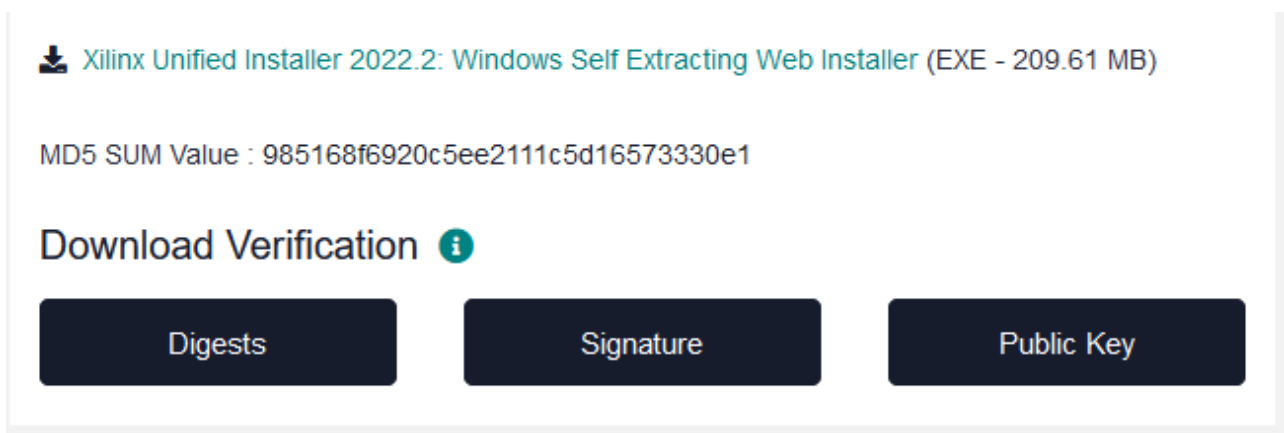 Xilinx Unified Installer 2022.2: Windows Self Extracting Web Installer (EXE - 209.61 MB)
MD5 SUM Value : 985168f6920c5ee2111c5d16573330e1
Download Verification
Digests
Signature
Public Key